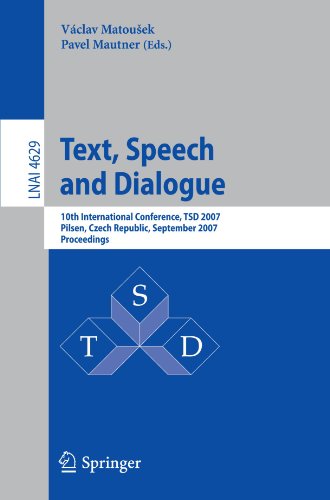 Václav Matoušek
Pavel Mautner (Eds.)
LNAI 4629
Text, Speech
and Dialogue
10th International Conference, TSD 2007
Pilsen, Czech Republic, September 2007
Proceedings
S
T D
Springer